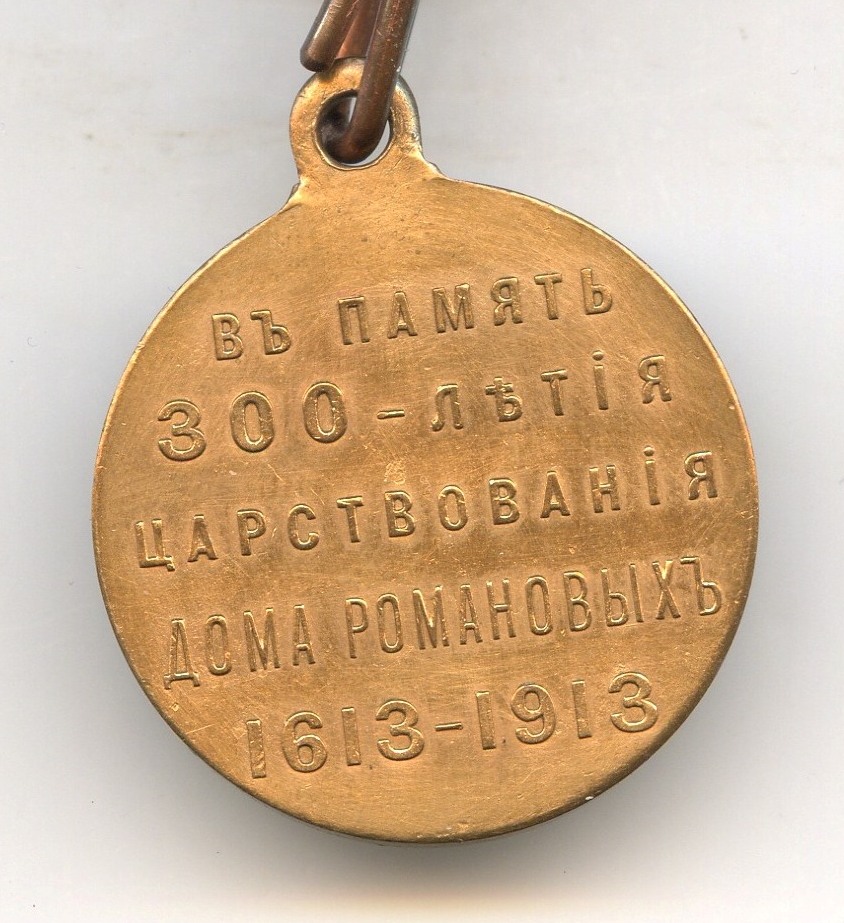 ВЪ ПАМЯТЬ
300-ЛѢТІЯ
ЦАРСТВОВАНІЯ
ДОМА РОМАНОВЫХЪ
1613-1913